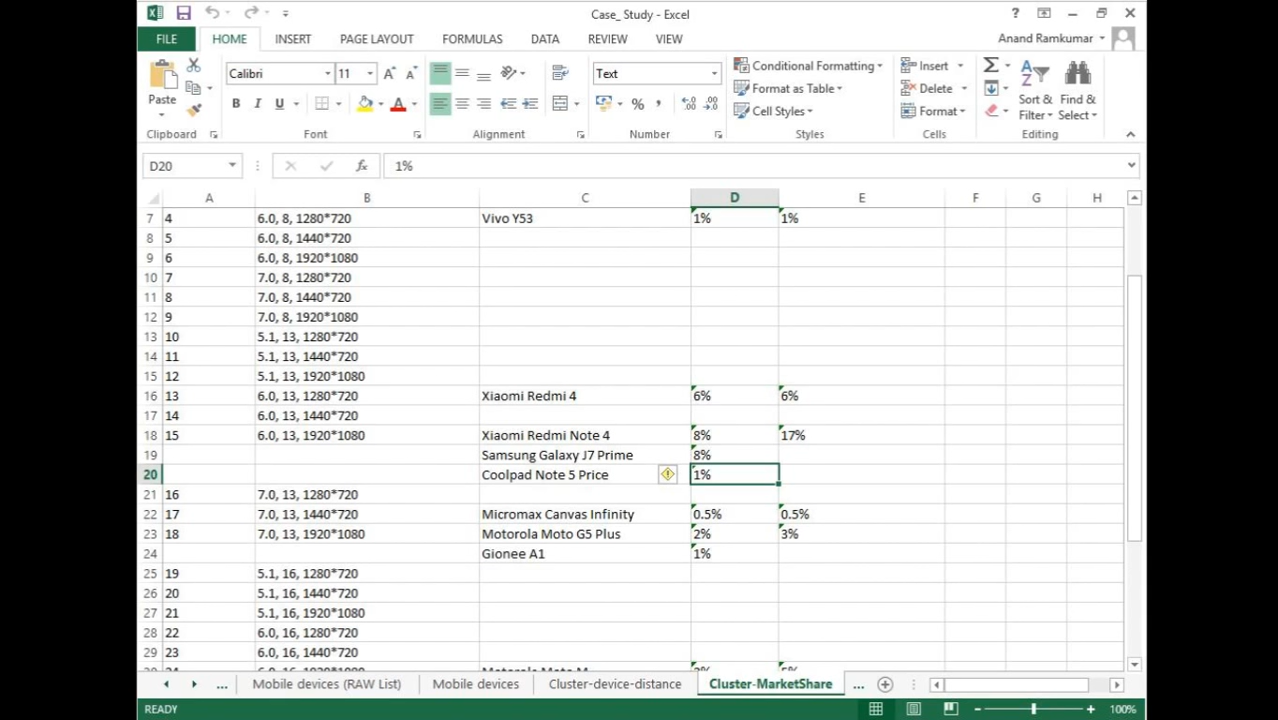 Case_ Study - Excel
?
FILE HOME INSERT PAGE LAYOUT FORMULAS DATA REVIEW VIEW Anand Ramkumar
Calibri 11 Text Conditional Formatting Insert
Paste B I U % , Format as Table Delete Sort & Find &
Cell Styles Format Filter Select
Clipboard Font Alignment Number Styles Cells Editing
D20 fx 1%
A B C D E F G H
7 4 6.0, 8, 1280*720 Vivo Y53 1% 1%
8 5 6.0, 8, 1440*720
9 6 6.0, 8, 1920*1080
10 7 7.0, 8, 1280*720
11 8 7.0, 8, 1440*720
12 9 7.0, 8, 1920*1080
13 10 5.1, 13, 1280*720
14 11 5.1, 13, 1440*720
15 12 5.1, 13, 1920*1080
16 13 6.0, 13, 1280*720 Xiaomi Redmi 4 6% 6%
17 14 6.0, 13, 1440*720
18 15 6.0, 13, 1920*1080 Xiaomi Redmi Note 4 8% 17%
19 Samsung Galaxy J7 Prime 8%
20 Coolpad Note 5 Price 1%
21 16 7.0, 13, 1280*720
22 17 7.0, 13, 1440*720 Micromax Canvas Infinity 0.5% 0.5%
23 18 7.0, 13, 1920*1080 Motorola Moto G5 Plus 2% 3%
24 Gionee A1 1%
25 19 5.1, 16, 1280*720
26 20 5.1, 16, 1440*720
27 21 5.1, 16, 1920*1080
28 22 6.0, 16, 1280*720
29 23 6.0, 16, 1440*720
... Mobile devices (RAW List) Mobile devices Cluster-device-distance Cluster-MarketShare ...
READY 100%